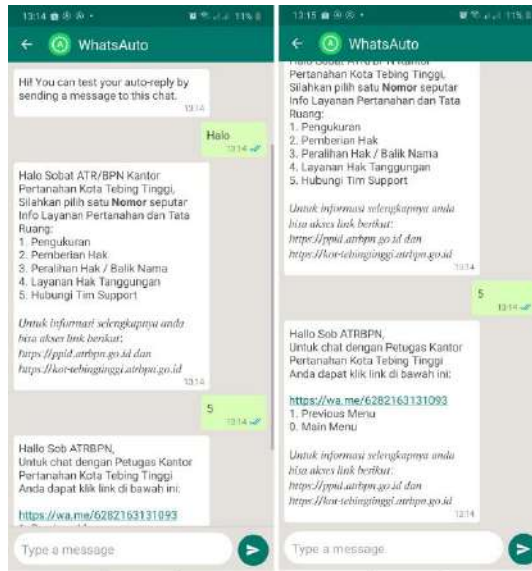 13:14
11%
WhatsAuto
Hi! You can test your auto-reply by
sending a message to this chat.
13:14
Halo
13:14
Halo Sobat ATR/BPN Kantor
Pertanahan Kota Tebing Tinggi,
Silahkan pilih satu Nomor seputar
Info Layanan Pertanahan dan Tata
Ruang:
1. Pengukuran
2. Pemberian Hak
3. Peralihan Hak / Balik Nama
4. Layanan Hak Tanggungan
5. Hubungi Tim Support
Untuk informasi selengkapnya anda
bisa akses link berikut:
https://ppid.atrbpn.go.id dan
https://kot-tebingtinggi.atrbpn.go.id
13:14
5
13:14
Hallo Sob ATRBPN,
Untuk chat dengan Petugas Kantor
Pertanahan Kota Tebing Tinggi
Anda dapat klik link di bawah ini:
https://wa.me/6282163131093
Type a message
13:15
11%
WhatsAuto
Pertanahan Kota Tebing Tinggi,
Silahkan pilih satu Nomor seputar
Info Layanan Pertanahan dan Tata
Ruang:
1. Pengukuran
2. Pemberian Hak
3. Peralihan Hak / Balik Nama
4. Layanan Hak Tanggungan
5. Hubungi Tim Support
Untuk informasi selengkapnya anda
bisa akses link berikut:
https://ppid.atrbpn.go.id dan
https://kot-tebingtinggi.atrbpn.go.id
13:14
5
13:14
Hallo Sob ATRBPN,
Untuk chat dengan Petugas Kantor
Pertanahan Kota Tebing Tinggi
Anda dapat klik link di bawah ini:
https://wa.me/6282163131093
1. Previous Menu
0. Main Menu
Untuk informasi selengkapnya anda
bisa akses link berikut:
https://ppid.atrbpn.go.id dan
https://kot-tebingtinggi.atrbpn.go.id
13:14
Type a message